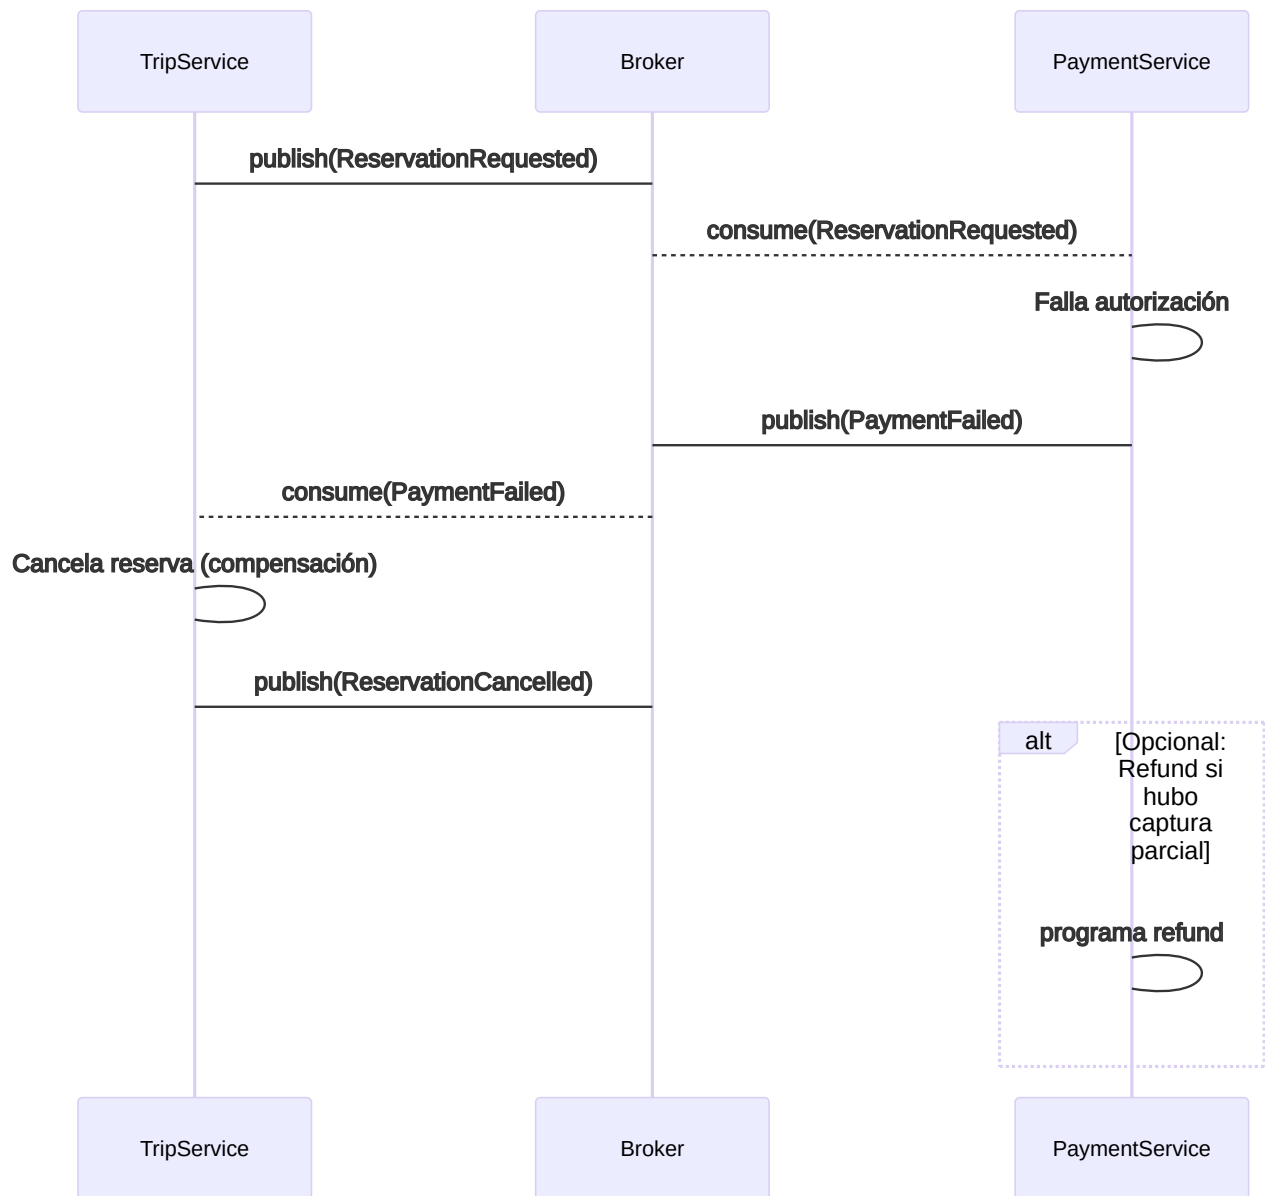 TripService
Broker
PaymentService
publish(ReservationRequested)
consume(ReservationRequested)
Falla autorización
publish(PaymentFailed)
consume(PaymentFailed)
Cancela reserva (compensación)
publish(ReservationCancelled)
alt
[Opcional:
Refund si
hubo
captura
parcial]
programa refund
TripService
Broker
PaymentService